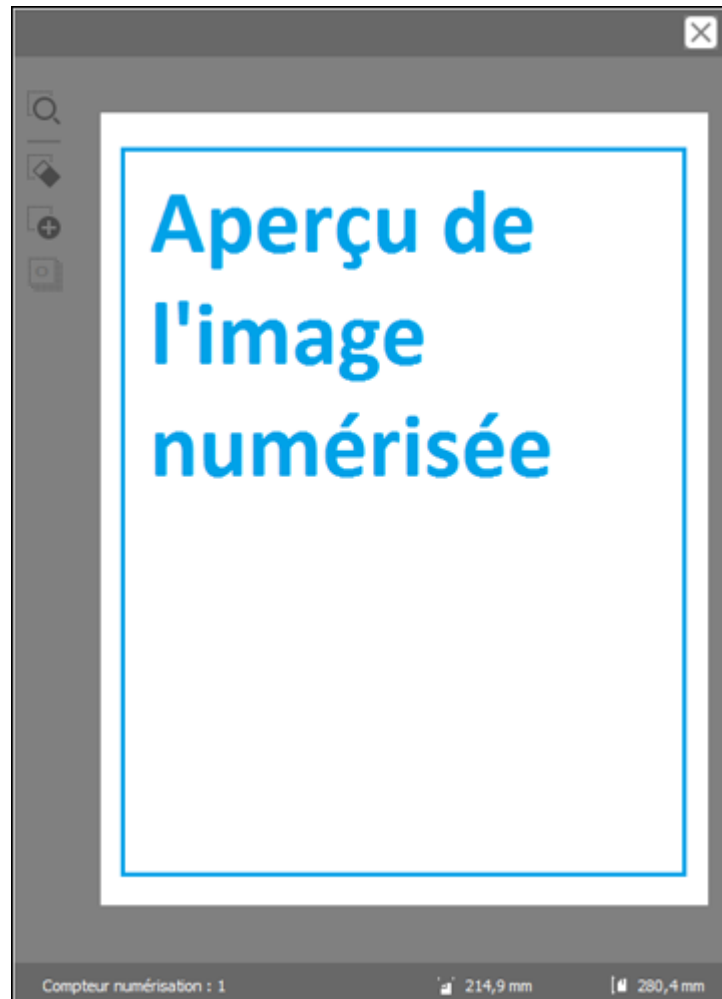 Aperçu de
l'image
numérisée
Compteur numérisation : 1 214,9 mm 280,4 mm